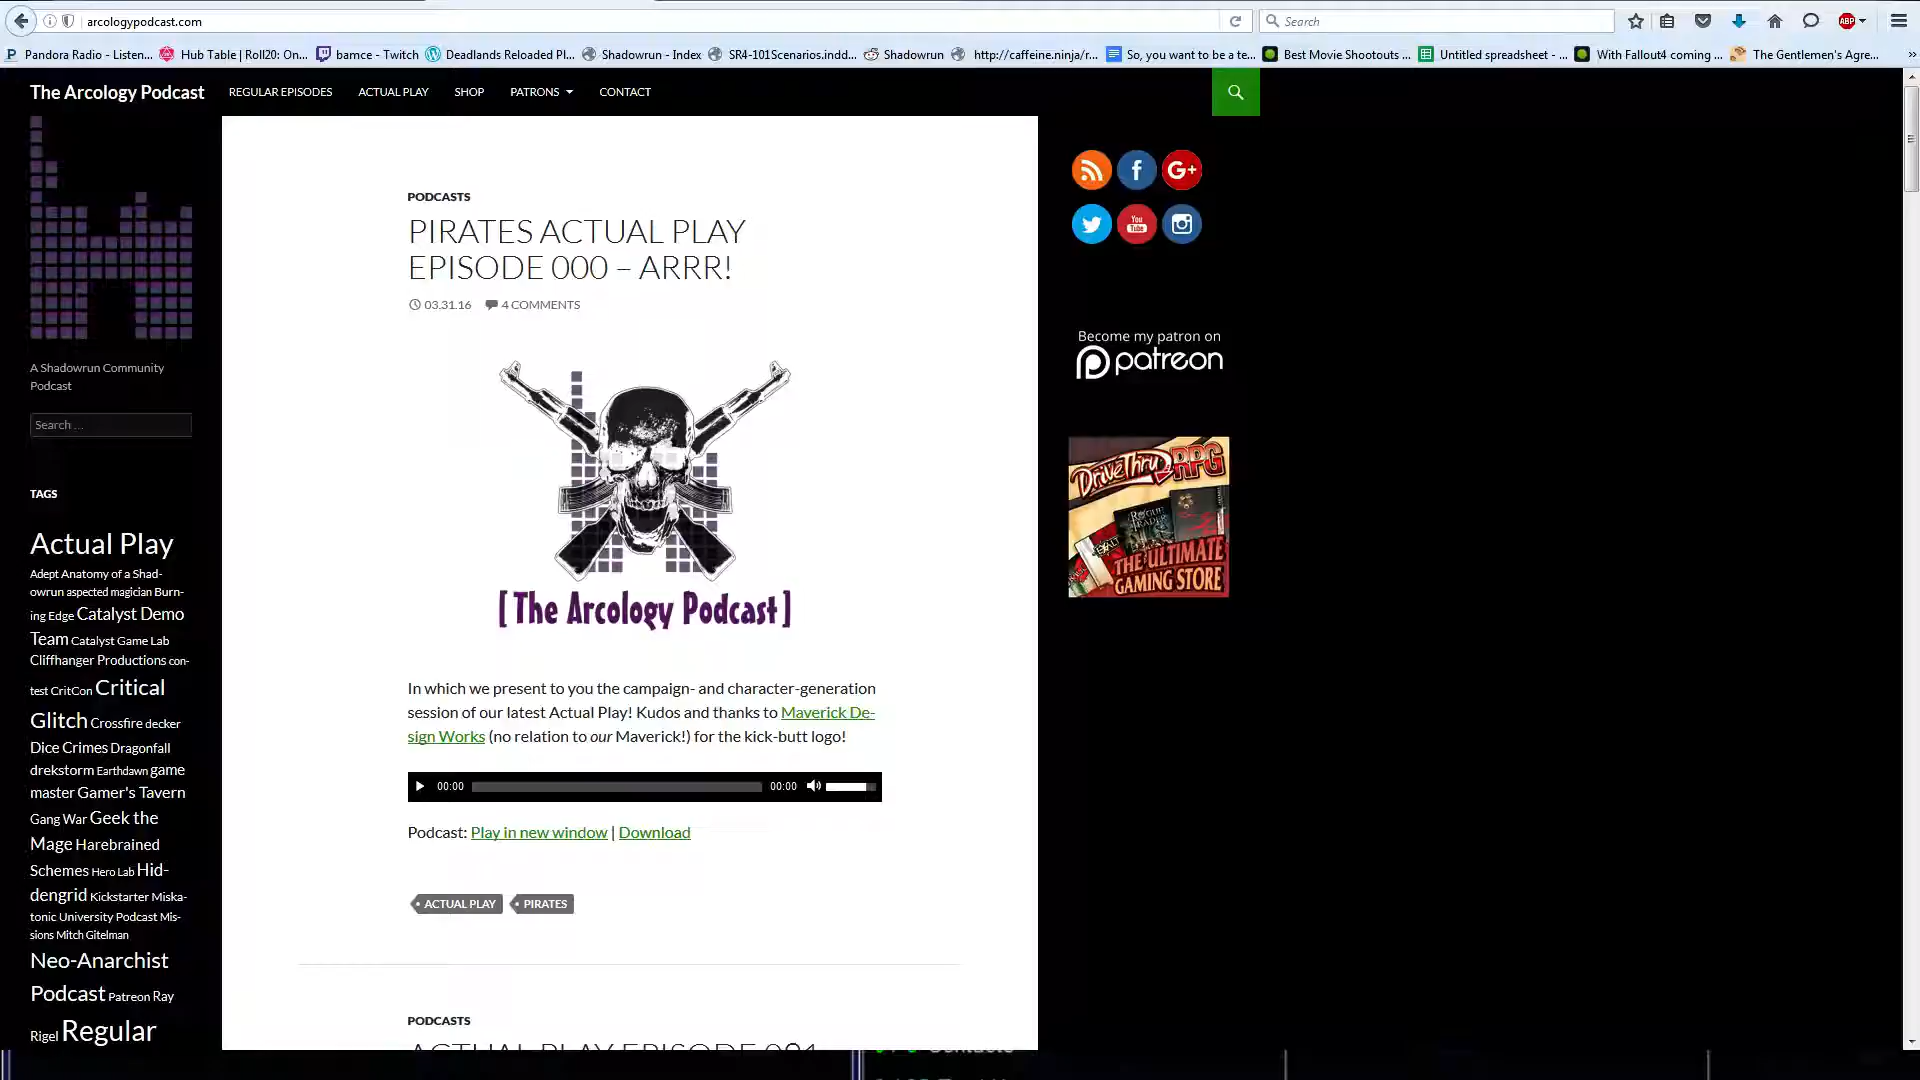 arcologypodcast.com
Search
Pandora Radio - Listen...
Hub Table | Roll20: On...
bamce - Twitch
Deadlands Reloaded Pl...
Shadowrun - Index
SR4-101Scenarios.indd...
Shadowrun
http://caffeine.ninja/r...
So, you want to be a te...
Best Movie Shootouts ...
Untitled spreadsheet - ...
With Fallout4 coming ...
The Gentlemen's Agre...
The Arcology Podcast
REGULAR EPISODES
ACTUAL PLAY
SHOP
PATRONS
CONTACT
A Shadowrun Community
Podcast
Search ...
TAGS
Actual Play
Adept Anatomy of a Shad-
owrun aspected magician Burn-
ing Edge Catalyst Demo
Team Catalyst Game Lab
Cliffhanger Productions con-
test CritCon Critical
Glitch Crossfire decker
Dice Crimes Dragonfall
drekstorm Earthdawn game
master Gamer's Tavern
Gang War Geek the
Mage Harebrained
Schemes Hero Lab Hid-
dengrid Kickstarter Miska-
tonic University Podcast Mis-
sions Mitch Gitelman
Neo-Anarchist
Podcast Patreon Ray
Rigel Regular
PODCASTS
PIRATES ACTUAL PLAY
EPISODE 000 – ARRR!
03.31.16
4 COMMENTS
[The Arcology Podcast]
In which we present to you the campaign- and character-generation
session of our latest Actual Play! Kudos and thanks to Maverick De-
sign Works (no relation to our Maverick!) for the kick-butt logo!
00:00
00:00
Podcast: Play in new window | Download
ACTUAL PLAY
PIRATES
PODCASTS
ACTUAL PLAY EPISODE
G+
You
Tube
Become my patron on
patreon
DriveThru RPG
ROGUE TRADER
THE ULTIMATE
GAMING STORE
ABP